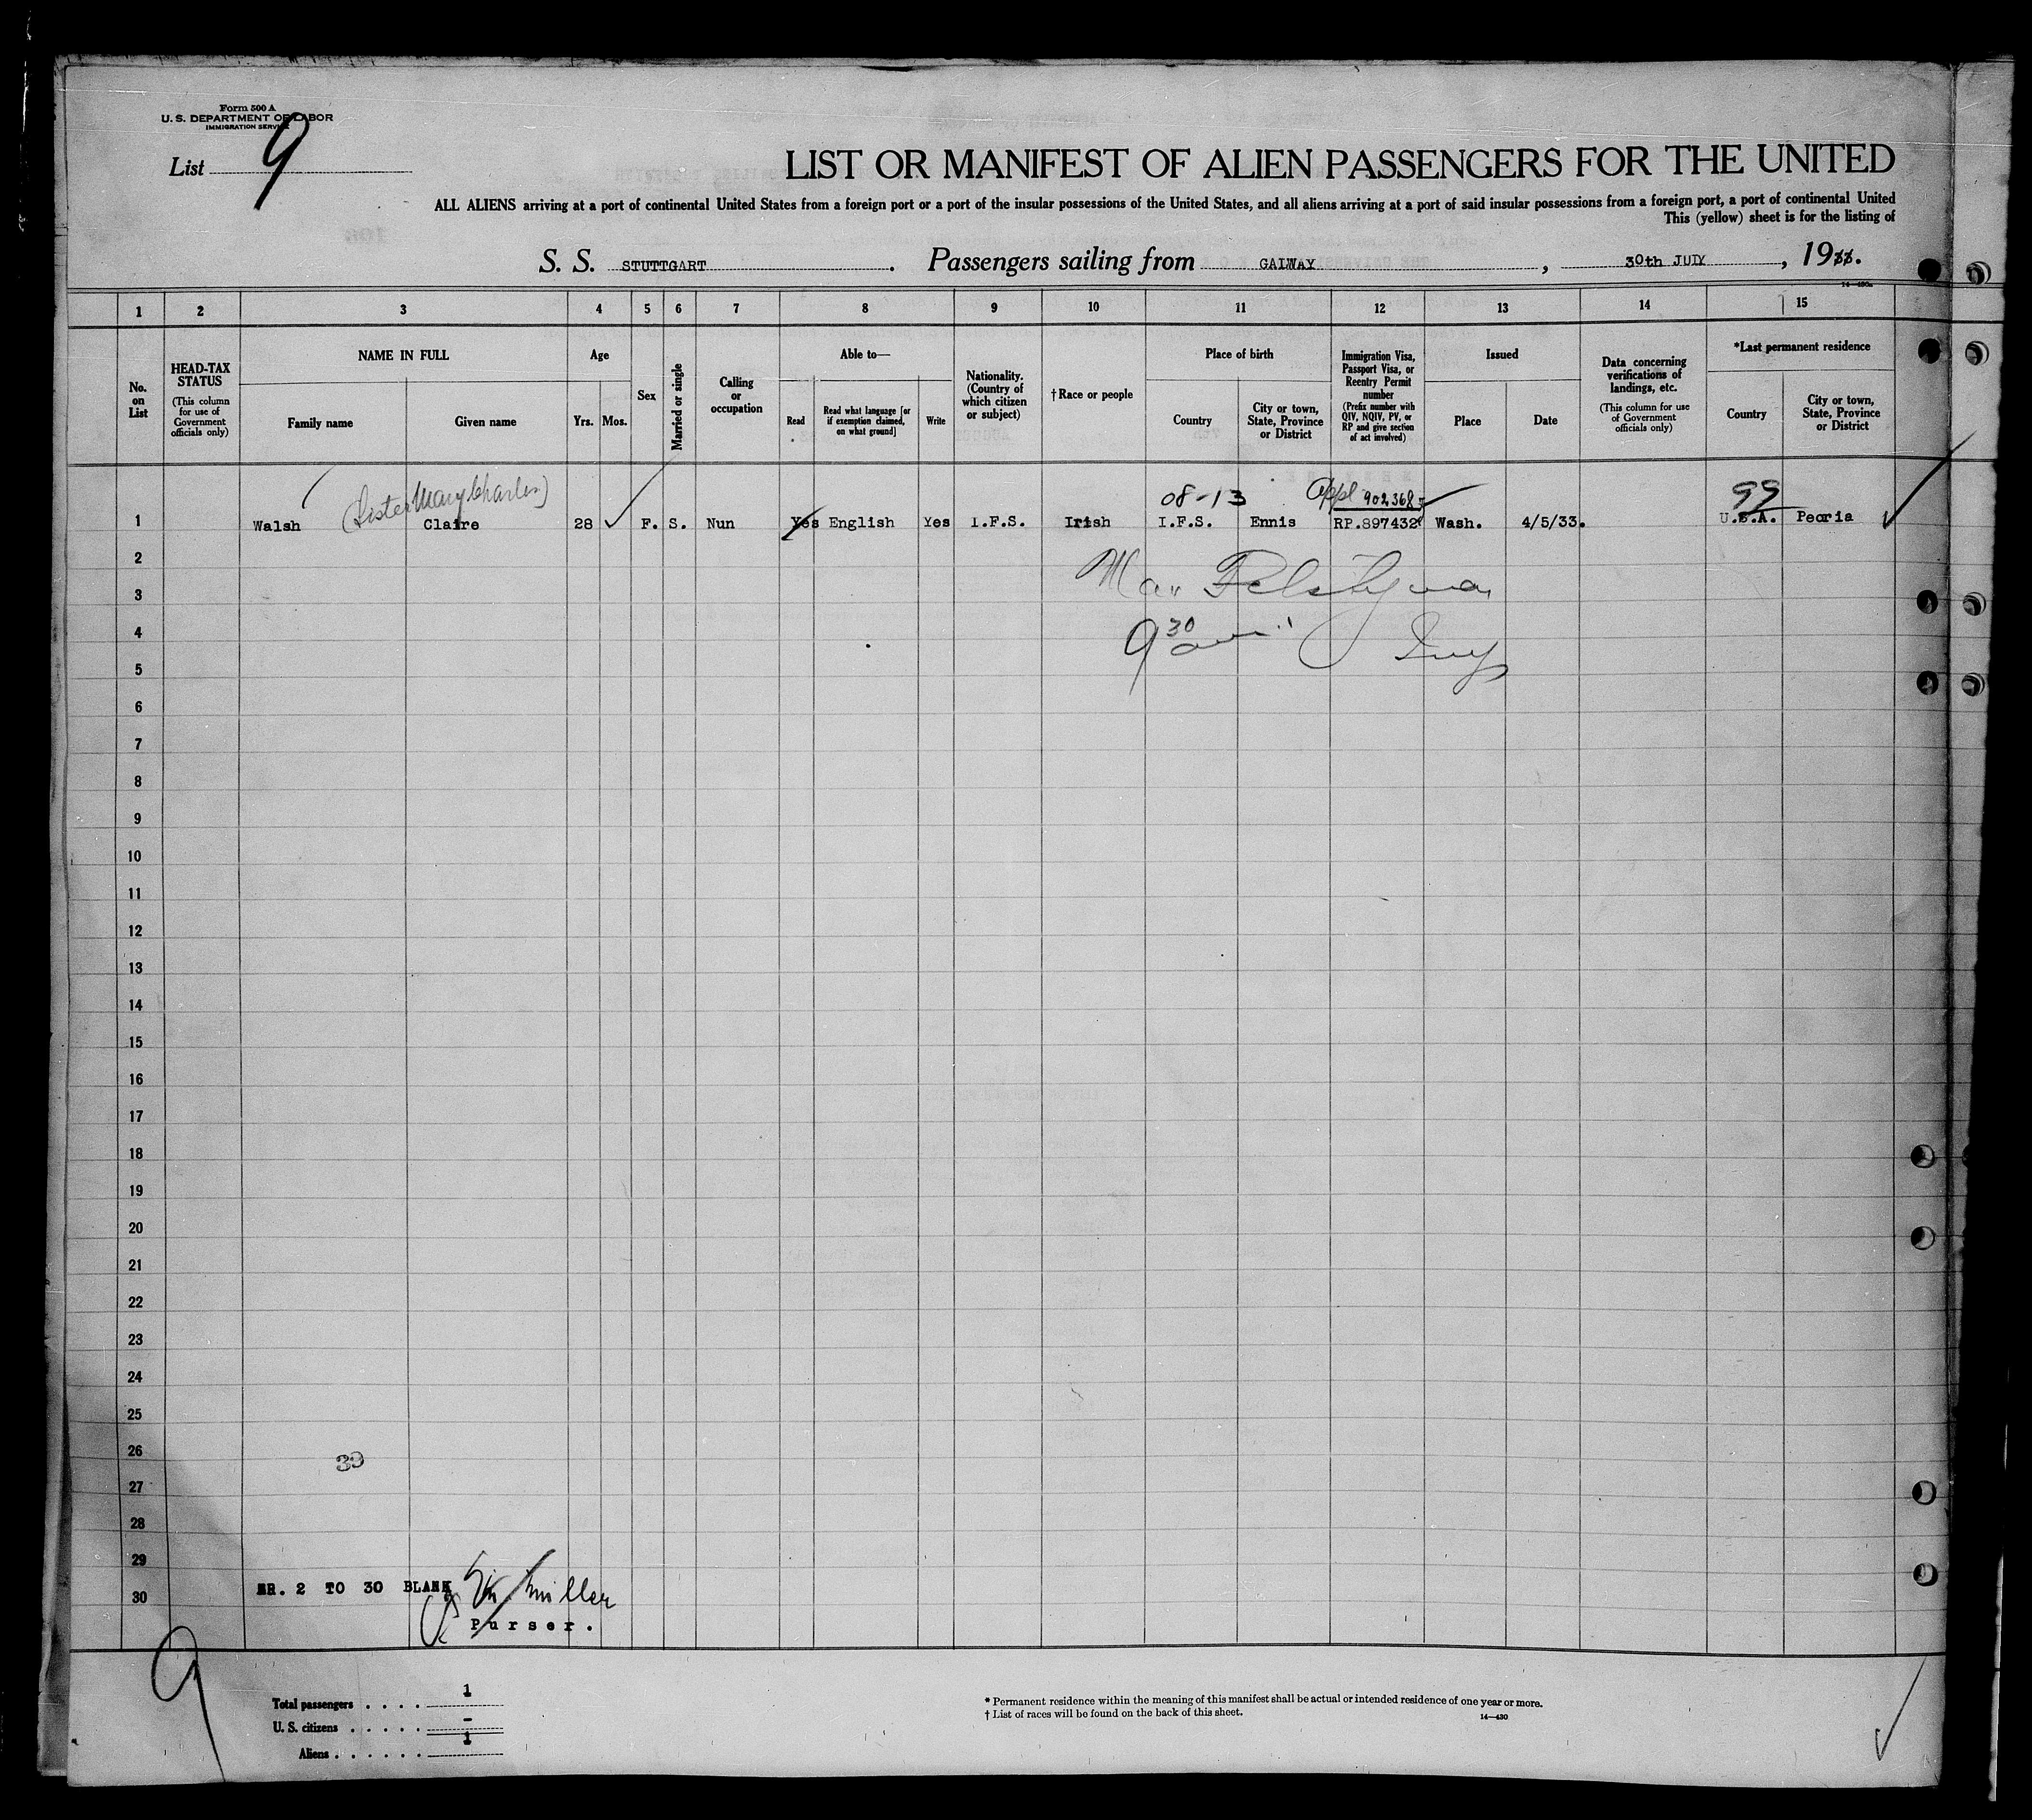 Form 500 A
U. S. DEPARTMENT OF LABOR
IMMIGRATION SERVICE
List 9
LIST OR MANIFEST OF ALIEN PASSENGERS FOR THE UNITED
ALL ALIENS arriving at a port of continental United States from a foreign port or a port of the insular possessions of the United States, and all aliens arriving at a port of said insular possessions from a foreign port, a port of continental United
This (yellow) sheet is for the listing of
S. S. STUTTGART. Passengers sailing from GALWAY, 30th JULY, 1933.
1 2 3 4 5 6 7 8 9 10 11 12 13 14 15
No. on List
HEAD-TAX STATUS
(This column for use of Government officials only)
NAME IN FULL
Family name
Given name
Age
Yrs. Mos.
Sex
Married or single
Calling or occupation
Able to—
Read
Read what language [or if exemption claimed, on what ground]
Write
Nationality. (Country of which citizen or subject)
† Race or people
Place of birth
Country
City or town, State, Province or District
Immigration Visa, Passport Visa, or Reentry Permit number
(Prefix number with QIV, NQIV, PV, or RP and give section of act involved)
Issued
Place
Date
Data concerning verifications of landings, etc.
(This column for use of Government officials only)
*Last permanent residence
Country
City or town, State, Province or District
(Sister Mary Charles) 08-13 Appl 902368 99
1 Walsh Claire 28 F. S. Nun Yes English Yes I.F.S. Irish I.F.S. Ennis RP.897432 Wash. 4/5/33. U.S.A. Peoria
2
3
9 30 am
4
5
6
7
8
9
10
11
12
13
14
15
16
17
18
19
20
21
22
23
24
25
26
39
27
28
29
NR. 2 TO 30 BLANK Miller
30
Purser.
9
Total passengers . . . . 1
U. S. citizens . . . . . -
Aliens . . . . . . 1
* Permanent residence within the meaning of this manifest shall be actual or intended residence of one year or more.
† List of races will be found on the back of this sheet.
14—430